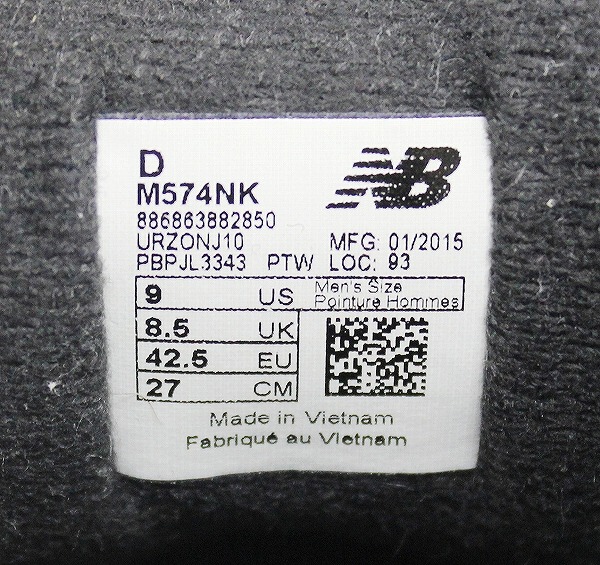 D
NB
M574NK
886863882850
URZONJ10 MFG: 01/2015
PBPJL3343 PTW LOC: 93
9 US Men's Size
Pointure Hommes
8.5 UK
42.5 EU
27 CM
Made in Vietnam
Fabriqué au Vietnam